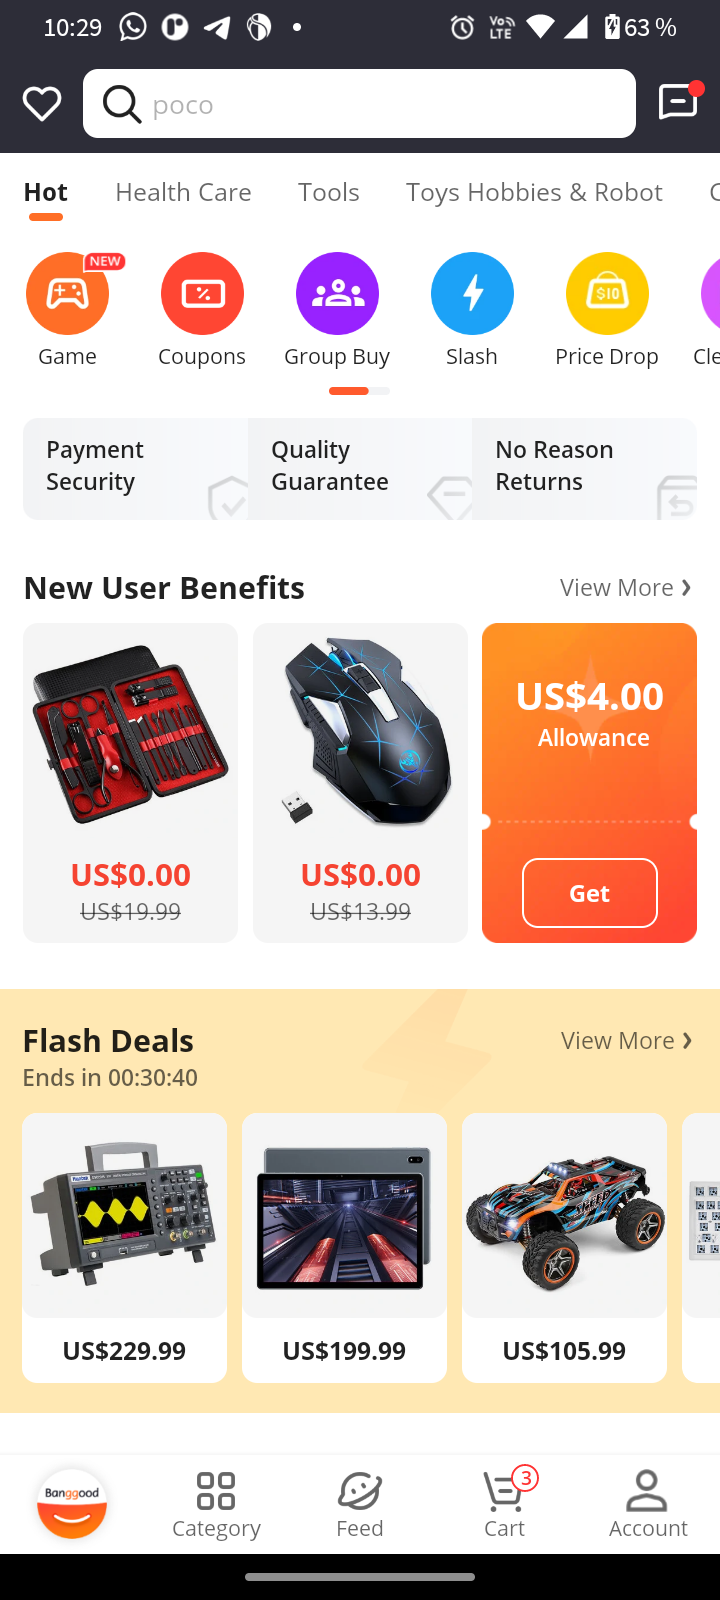 10:29
Vo LTE
63 %
poco
Hot Health Care Tools Toys Hobbies & Robot
NEW
Game Coupons Group Buy Slash Price Drop Cle
$10
Payment Security
Quality Guarantee
No Reason Returns
New User Benefits
View More
US$0.00
US$19.99
US$0.00
US$13.99
US$4.00
Allowance
Get
Flash Deals
View More
Ends in 00:30:40
US$229.99
US$199.99
US$105.99
Banggood
Category
Feed
3
Cart
Account